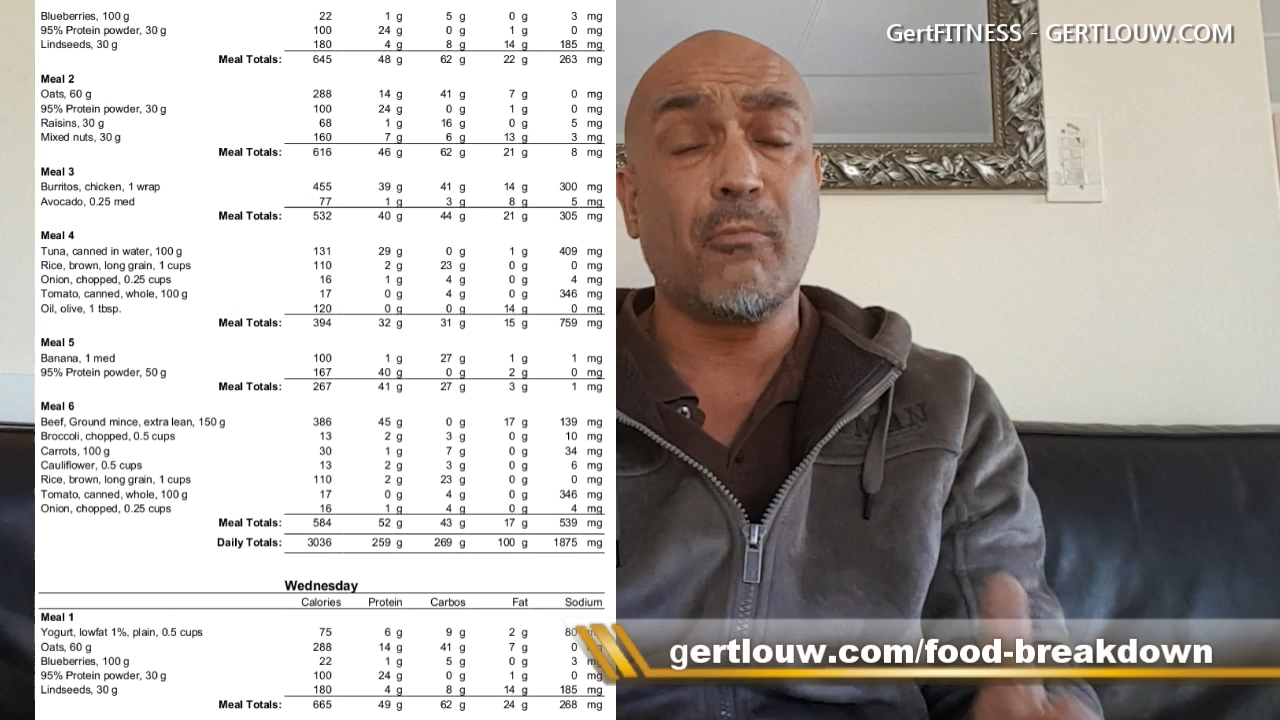 GertFITNESS - GERTLOUW.COM
Blueberries, 100 g 22 1 g 5 g 0 g 3 mg
95% Protein powder, 30 g 100 24 g 0 g 1 g 0 mg
Lindseeds, 30 g 180 4 g 8 g 14 g 185 mg
Meal Totals: 645 48 g 62 g 22 g 263 mg
Meal 2
Oats, 60 g 288 14 g 41 g 7 g 0 mg
95% Protein powder, 30 g 100 24 g 0 g 1 g 0 mg
Raisins, 30 g 68 1 g 16 g 0 g 5 mg
Mixed nuts, 30 g 160 7 g 6 g 13 g 3 mg
Meal Totals: 616 46 g 62 g 21 g 8 mg
Meal 3
Burritos, chicken, 1 wrap 455 39 g 41 g 14 g 300 mg
Avocado, 0.25 med 77 1 g 3 g 8 g 5 mg
Meal Totals: 532 40 g 44 g 21 g 305 mg
Meal 4
Tuna, canned in water, 100 g 131 29 g 0 g 1 g 409 mg
Rice, brown, long grain, 1 cups 110 2 g 23 g 0 g 0 mg
Onion, chopped, 0.25 cups 16 1 g 4 g 0 g 4 mg
Tomato, canned, whole, 100 g 17 0 g 4 g 0 g 346 mg
Oil, olive, 1 tbsp. 120 0 g 0 g 14 g 0 mg
Meal Totals: 394 32 g 31 g 15 g 759 mg
Meal 5
Banana, 1 med 100 1 g 27 g 1 g 1 mg
95% Protein powder, 50 g 167 40 g 0 g 2 g 0 mg
Meal Totals: 267 41 g 27 g 3 g 1 mg
Meal 6
Beef, Ground mince, extra lean, 150 g 386 45 g 0 g 17 g 139 mg
Broccoli, chopped, 0.5 cups 13 2 g 3 g 0 g 10 mg
Carrots, 100 g 30 1 g 7 g 0 g 34 mg
Cauliflower, 0.5 cups 13 2 g 3 g 0 g 6 mg
Rice, brown, long grain, 1 cups 110 2 g 23 g 0 g 0 mg
Tomato, canned, whole, 100 g 17 0 g 4 g 0 g 346 mg
Onion, chopped, 0.25 cups 16 1 g 4 g 0 g 4 mg
Meal Totals: 584 52 g 43 g 17 g 539 mg
Daily Totals: 3036 259 g 269 g 100 g 1875 mg
Wednesday
Calories Protein Carbos Fat Sodium
Meal 1
Yogurt, lowfat 1%, plain, 0.5 cups 75 6 g 9 g 2 g 80
Oats, 60 g 288 14 g 41 g 7 g 0
Blueberries, 100 g 22 1 g 5 g 0 g 3 mg
95% Protein powder, 30 g 100 24 g 0 g 1 g 0 mg
Lindseeds, 30 g 180 4 g 8 g 14 g 185 mg
Meal Totals: 665 49 g 62 g 24 g 268 mg
MAN
gertlouw.com/food-breakdown